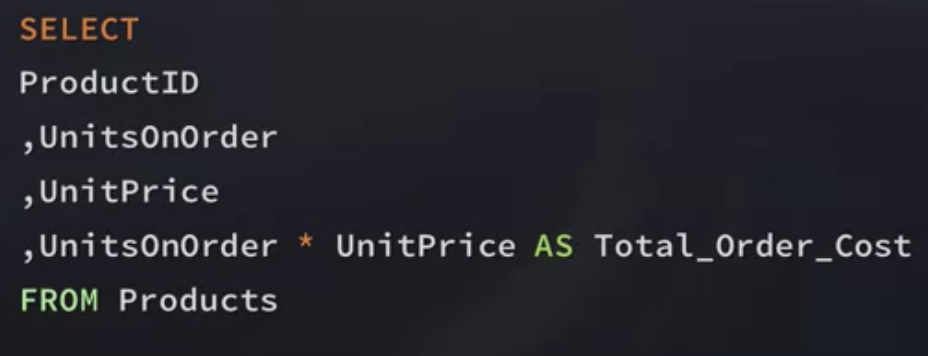 SELECT
ProductID
,UnitsOnOrder
,UnitPrice
,UnitsOnOrder * UnitPrice AS Total_Order_Cost
FROM Products